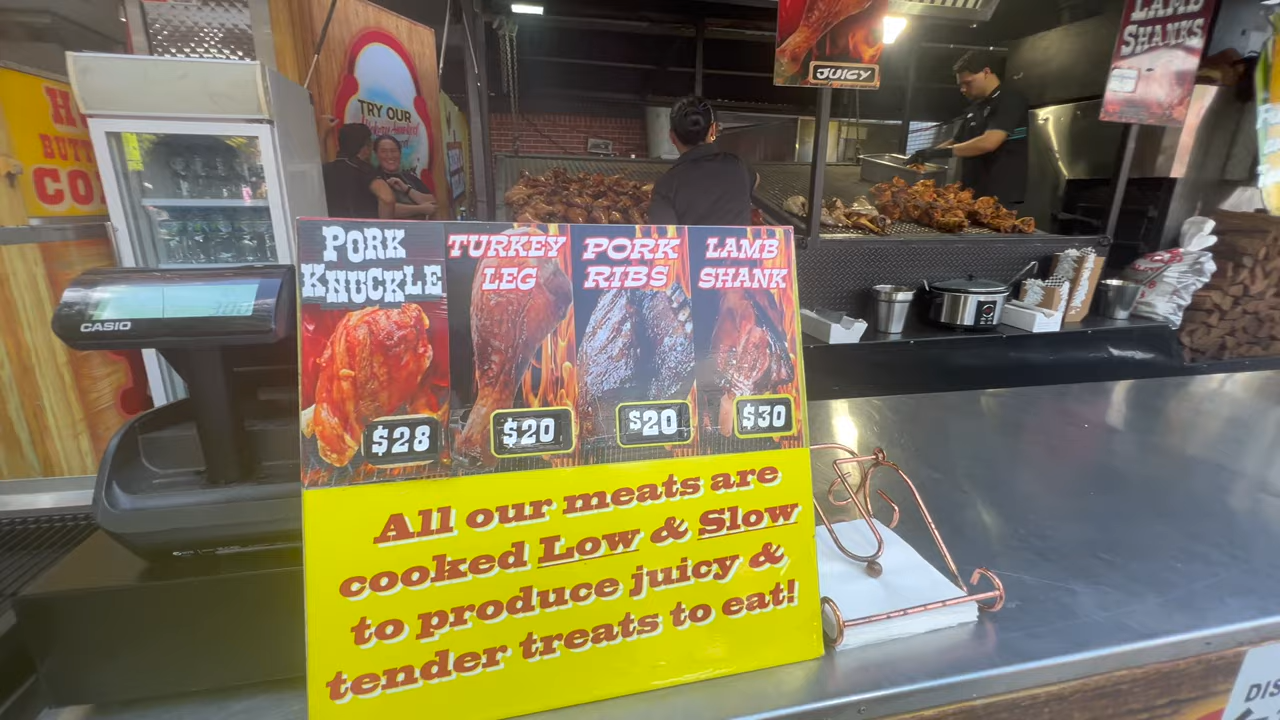 PORK
KNUCKLE
$28
TURKEY
LEG
$20
PORK
RIBS
$20
LAMB
SHANK
$30
All our meats are
cooked Low & Slow
to produce juicy &
tender treats to eat!
CASIO
TRY OUR
JUICY
LAMB
SHANKS
DIS